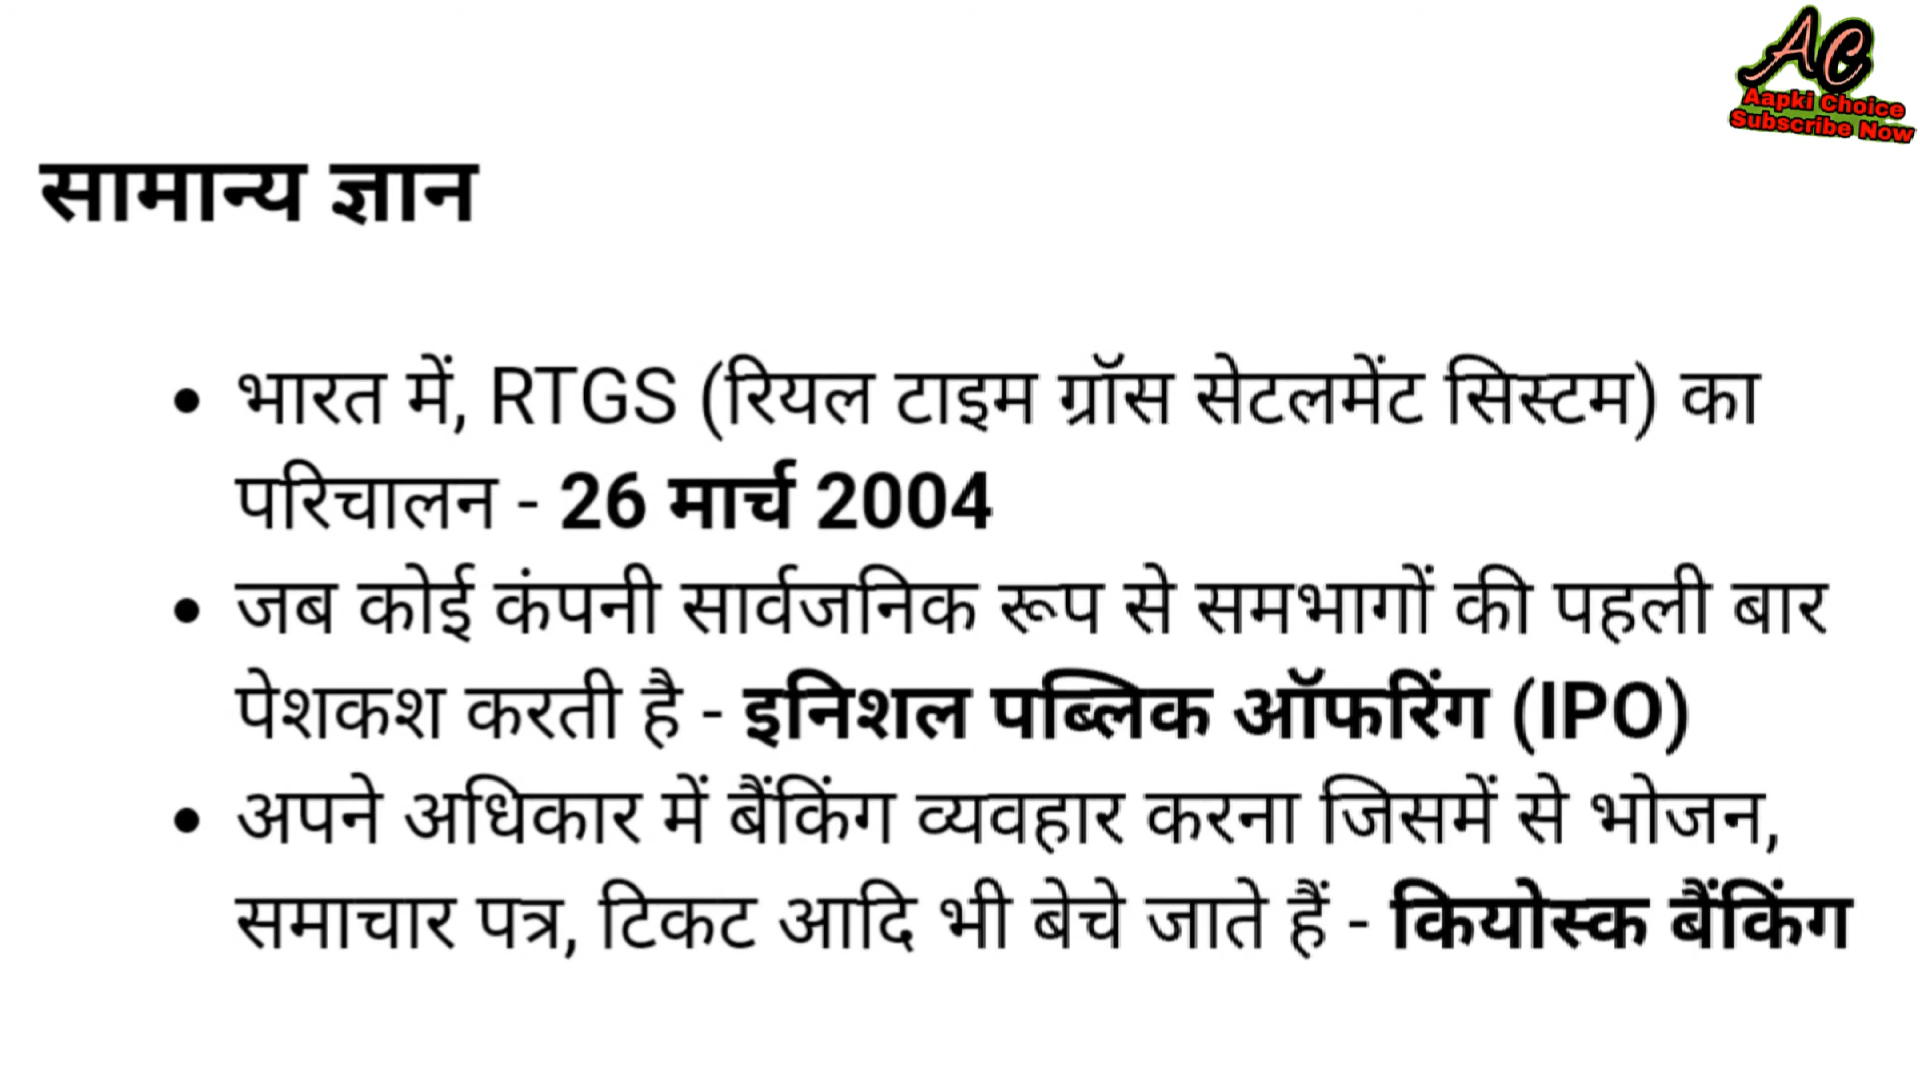 AC
Aapki Choice
Subscribe Now
सामान्य ज्ञान
• भारत में, RTGS (रियल टाइम ग्रॉस सेटलमेंट सिस्टम) का
परिचालन - 26 मार्च 2004
• जब कोई कंपनी सार्वजनिक रूप से समभागों की पहली बार
पेशकश करती है - इनिशल पब्लिक ऑफरिंग (IPO)
• अपने अधिकार में बैंकिंग व्यवहार करना जिसमें से भोजन,
समाचार पत्र, टिकट आदि भी बेचे जाते हैं - कियोस्क बैंकिंग